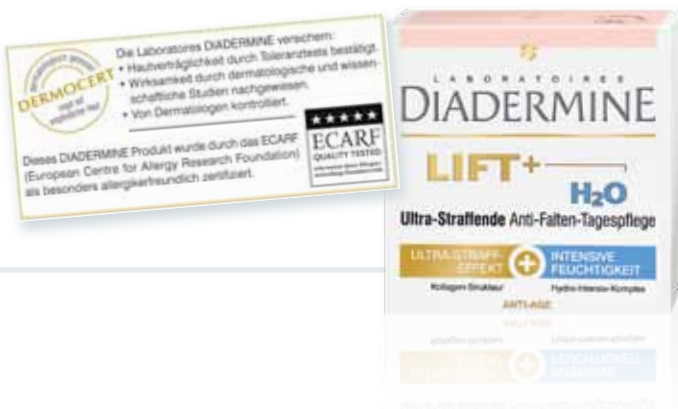 DERMOCERT
Die Laboratoires DIADERMINE versichern:
• Hautverträglichkeit durch Toleranztests bestätigt.
• Wirksamkeit durch dermatologische und wissen-
schaftliche Studien nachgewiesen.
• Von Dermatologen kontrolliert.
Dieses DIADERMINE Produkt wurde durch das ECARF
(European Centre for Allergy Research Foundation)
als besonders allergikerfreundlich zertifiziert.
ECARF
QUALITY TESTED
LABORATOIRES
DIADERMINE
LIFT+
H₂O
Ultra-Straffende Anti-Falten-Tagespflege
ULTRA-STRAFF-
EFFEKT
+
INTENSIVE
FEUCHTIGKEIT
Kollagen-Struktur
Hydro-Intensiv-Komplex
ANTI-AGE